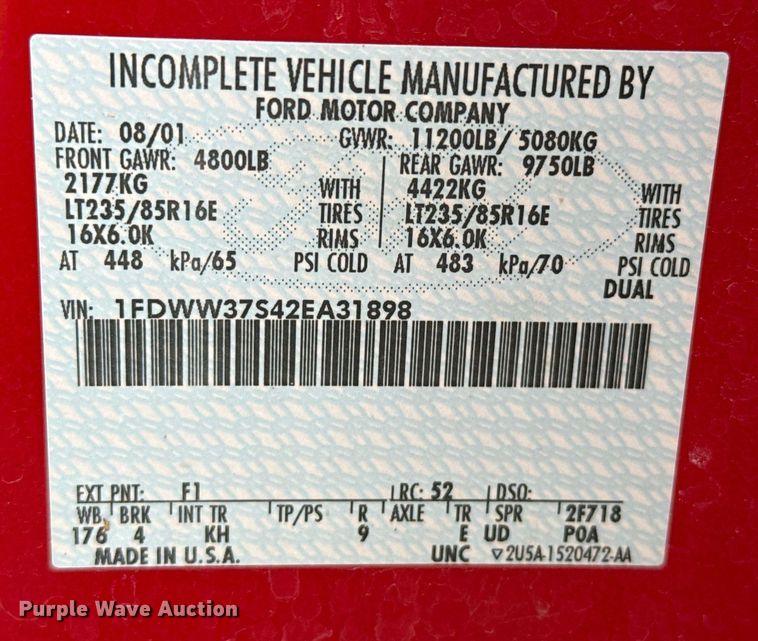 INCOMPLETE VEHICLE MANUFACTURED BY
FORD MOTOR COMPANY
DATE: 08/01 GVWR: 11200LB/ 5080KG
FRONT GAWR: 4800LB REAR GAWR: 9750LB
2177KG WITH 4422KG WITH
LT235/85R16E TIRES LT235/85R16E TIRES
16X6.0K RIMS 16X6.0K RIMS
AT 448 kPa/65 PSI COLD AT 483 kPa/70 PSI COLD
DUAL
VIN: 1FDWW37S42EA31898
EXT PNT: F1 RC: 52 DSO:
WB BRK INT TR TP/PS R AXLE TR SPR 2F718
176 4 KH 9 E UD POA
MADE IN U.S.A. UNC ▽2U5A-1520472-AA
Purple Wave Auction